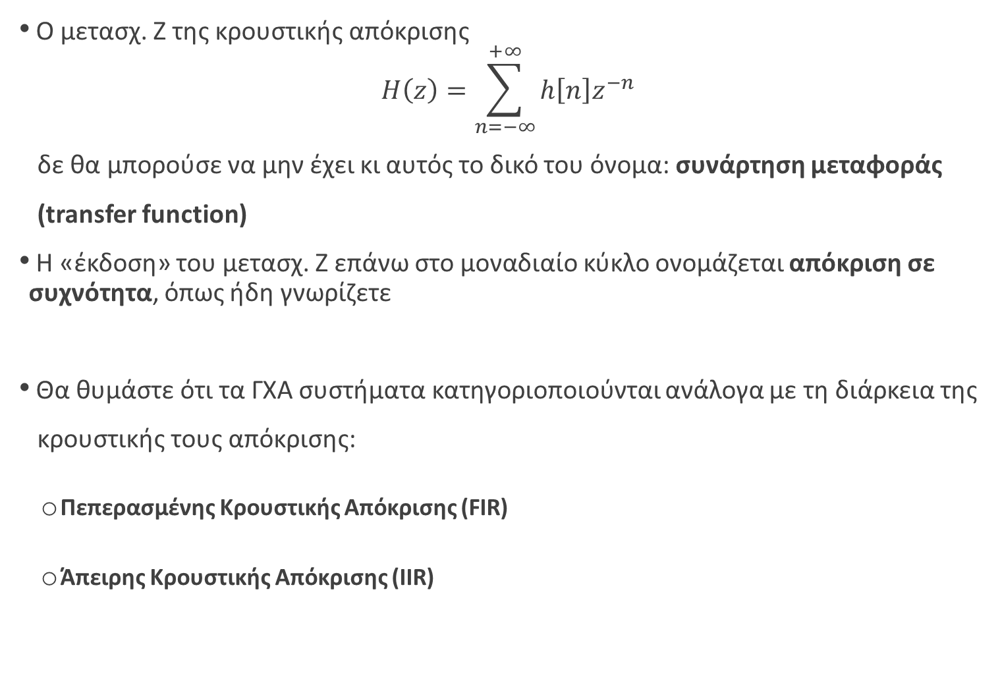 • Ο μετασχ. Ζ της κρουστικής απόκρισης
H(z) = \sum_{n=-\infty}^{+\infty} h[n]z^{-n}
δε θα μπορούσε να μην έχει κι αυτός το δικό του όνομα: συνάρτηση μεταφοράς
(transfer function)
• Η «έκδοση» του μετασχ. Ζ επάνω στο μοναδιαίο κύκλο ονομάζεται απόκριση σε
συχνότητα, όπως ήδη γνωρίζετε
• Θα θυμάστε ότι τα ΓΧΑ συστήματα κατηγοριοποιούνται ανάλογα με τη διάρκεια της
κρουστικής τους απόκρισης:
○ Πεπερασμένης Κρουστικής Απόκρισης (FIR)
○ Άπειρης Κρουστικής Απόκρισης (IIR)